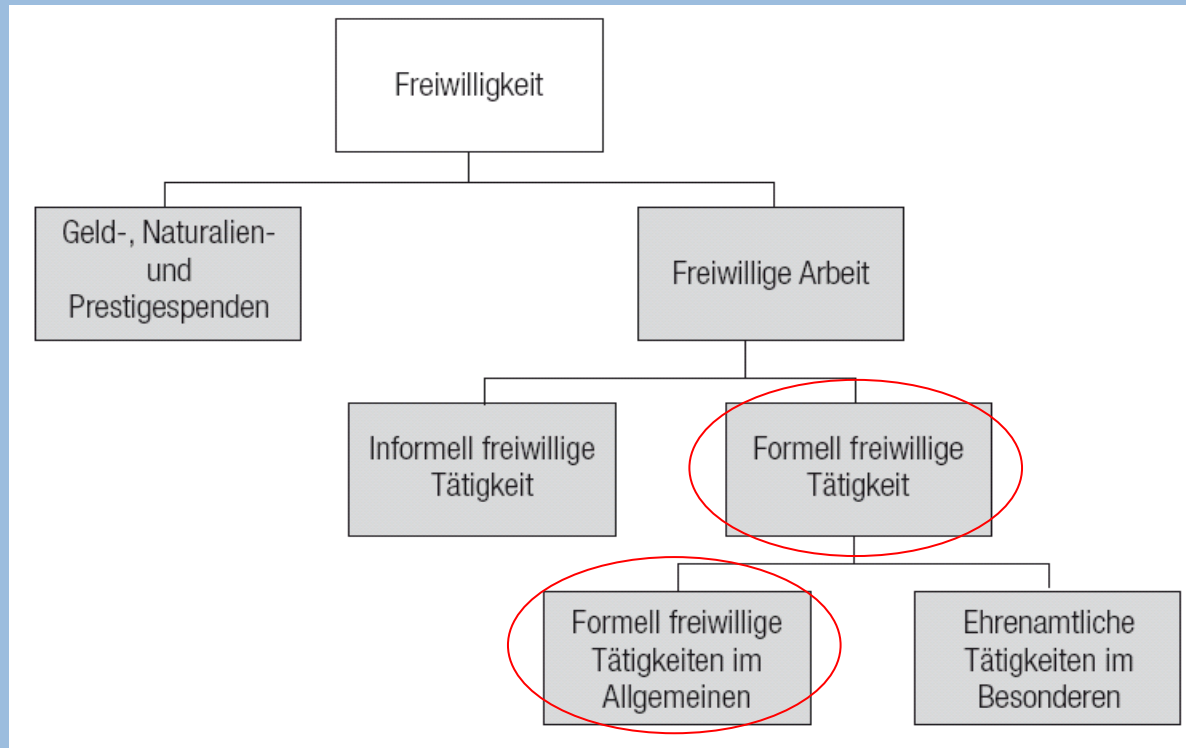 Freiwilligkeit
Geld-, Naturalien-
und
Prestigespenden
Freiwillige Arbeit
Informell freiwillige
Tätigkeit
Formell freiwillige
Tätigkeit
Formell freiwillige
Tätigkeiten im
Allgemeinen
Ehrenamtliche
Tätigkeiten im
Besonderen